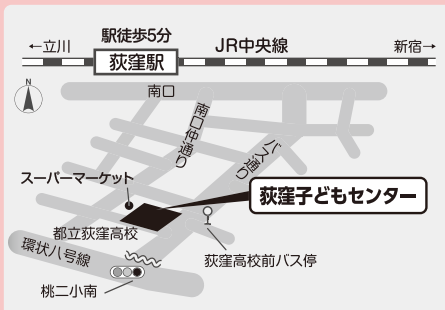 駅徒歩5分
←立川
JR中央線
新宿→
荻窪駅
N
南口
南口仲通り
バス通り
スーパーマーケット
荻窪子どもセンター
都立荻窪高校
環状八号線
荻窪高校前バス停
桃二小南